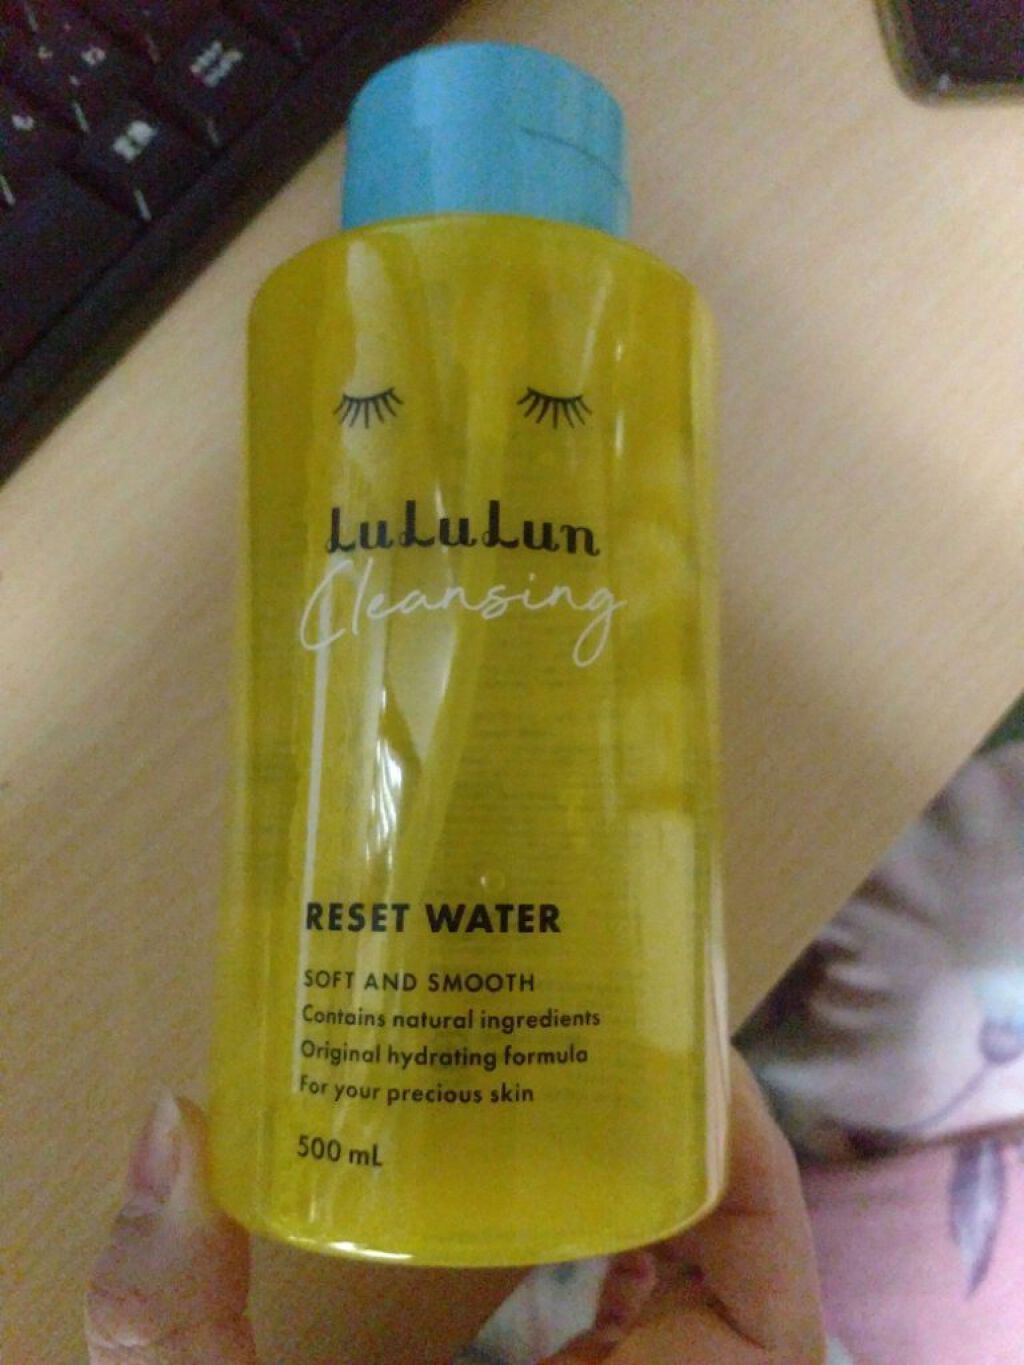 LuLuLun
Cleansing
RESET WATER
SOFT AND SMOOTH
Contains natural ingredients
Original hydrating formula
For your precious skin
500 mL